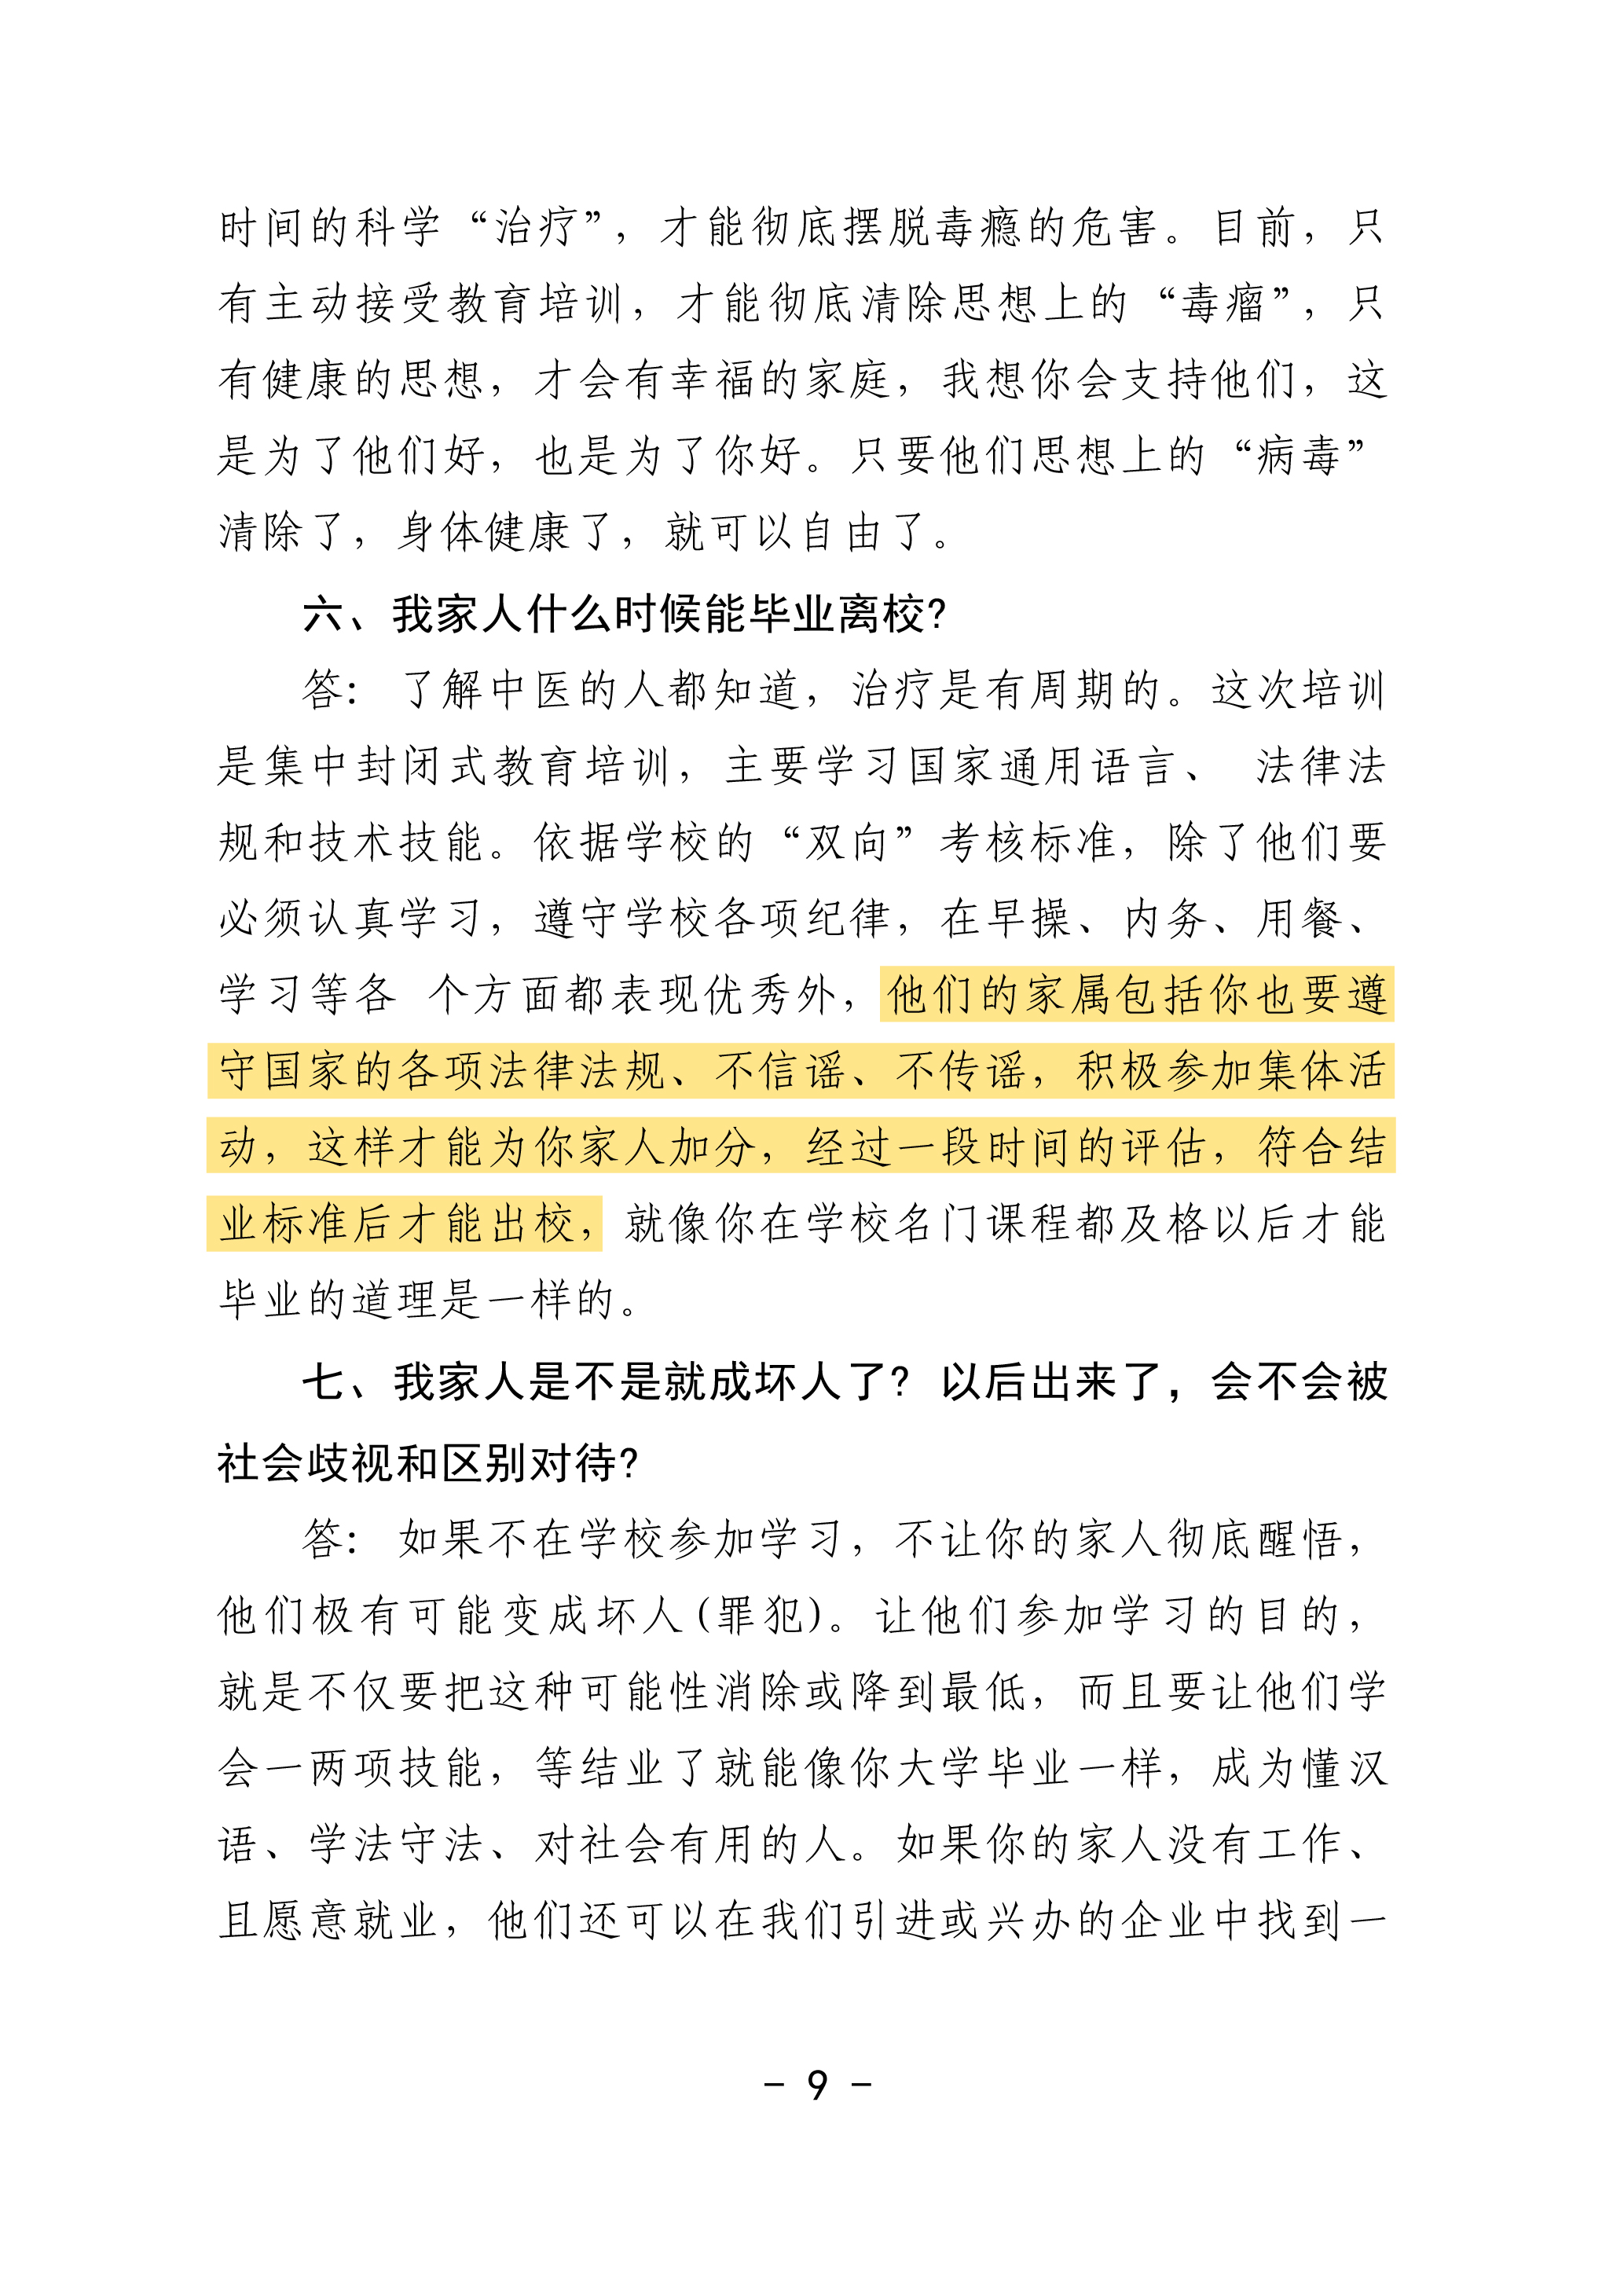 时间的科学“治疗”，才能彻底摆脱毒瘾的危害。目前，只
有主动接受教育培训，才能彻底清除思想上的“毒瘤”，只
有健康的思想，才会有幸福的家庭，我想你会支持他们，这
是为了他们好，也是为了你好。只要他们思想上的“病毒”
清除了，身体健康了，就可以自由了。
六、我家人什么时候能毕业离校?
答： 了解中医的人都知道，治疗是有周期的。这次培训
是集中封闭式教育培训，主要学习国家通用语言、 法律法
规和技术技能。依据学校的“双向”考核标准，除了他们要
必须认真学习，遵守学校各项纪律，在早操、内务、用餐、
学习等各 个方面都表现优秀外，他们的家属包括你也要遵
守国家的各项法律法规、不信谣、不传谣，积极参加集体活
动，这样才能为你家人加分，经过一段时间的评估，符合结
业标准后才能出校，就像你在学校名门课程都及格以后才能
毕业的道理是一样的。
七、我家人是不是就成坏人了? 以后出来了，会不会被
社会歧视和区别对待?
答： 如果不在学校参加学习，不让你的家人彻底醒悟，
他们极有可能变成坏人(罪犯)。让他们参加学习的目的，
就是不仅要把这种可能性消除或降到最低，而且要让他们学
会一两项技能，等结业了就能像你大学毕业一样，成为懂汉
语、学法守法、对社会有用的人。如果你的家人没有工作、
且愿意就业，他们还可以在我们引进或兴办的企业中找到一
- 9 -